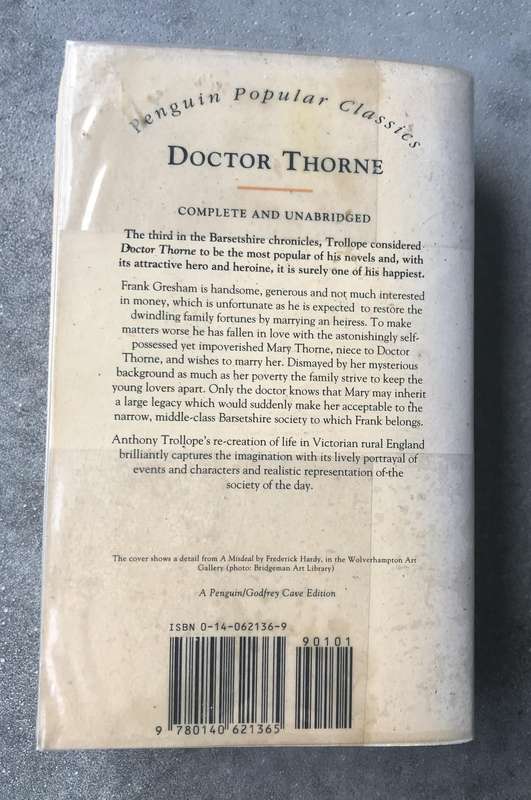 Penguin Popular Classics
DOCTOR THORNE
COMPLETE AND UNABRIDGED
The third in the Barsetshire chronicles, Trollope considered
Doctor Thorne to be the most popular of his novels and, with
its attractive hero and heroine, it is surely one of his happiest.
Frank Gresham is handsome, generous and not much interested
in money, which is unfortunate as he is expected to restore the
dwindling family fortunes by marrying an heiress. To make
matters worse he has fallen in love with the astonishingly self-
possessed yet impoverished Mary Thorne, niece to Doctor
Thorne, and wishes to marry her. Dismayed by her mysterious
background as much as her poverty the family strive to keep the
young lovers apart. Only the doctor knows that Mary may inherit
a large legacy which would suddenly make her acceptable to the
narrow, middle-class Barsetshire society to which Frank belongs.
Anthony Trollope's re-creation of life in Victorian rural England
brilliantly captures the imagination with its lively portrayal of
events and characters and realistic representation of the
society of the day.
The cover shows a detail from A Misdeal by Frederick Hardy, in the Wolverhampton Art
Gallery (photo: Bridgeman Art Library)
A Penguin/Godfrey Cave Edition
ISBN 0-14-062136-9
90101
9 780140 621365